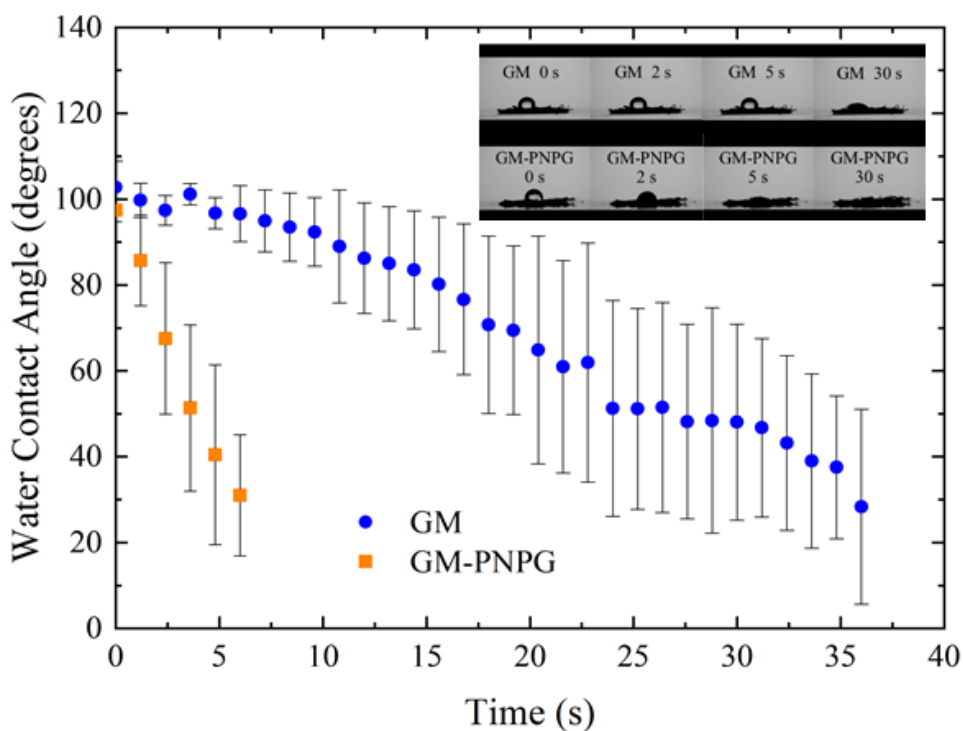 140
120
100
80
60
40
20
0
Water Contact Angle (degrees)
GM 0 s GM 2 s GM 5 s GM 30 s
GM-PNPG GM-PNPG GM-PNPG GM-PNPG
0 s 2 s 5 s 30 s
GM
GM-PNPG
0 5 10 15 20 25 30 35 40
Time (s)